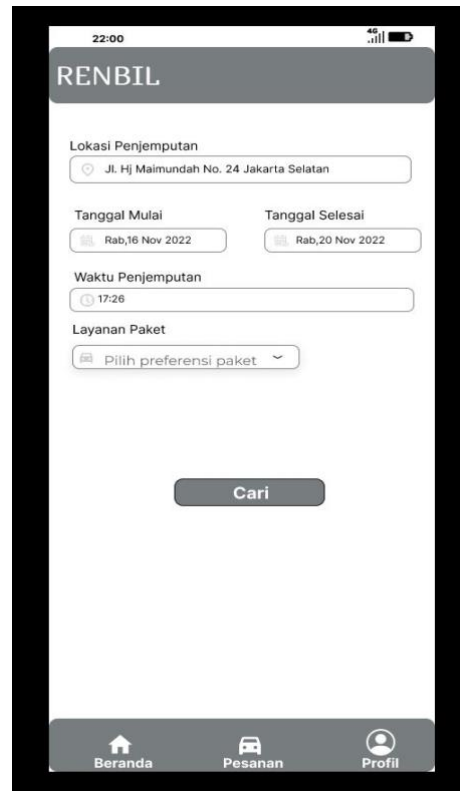 22:00
4G
RENBIL
Lokasi Penjemputan
Jl. Hj Maimundah No. 24 Jakarta Selatan
Tanggal Mulai Tanggal Selesai
Rab,16 Nov 2022 Rab,20 Nov 2022
Waktu Penjemputan
17:26
Layanan Paket
Pilih preferensi paket
Cari
Beranda Pesanan Profil